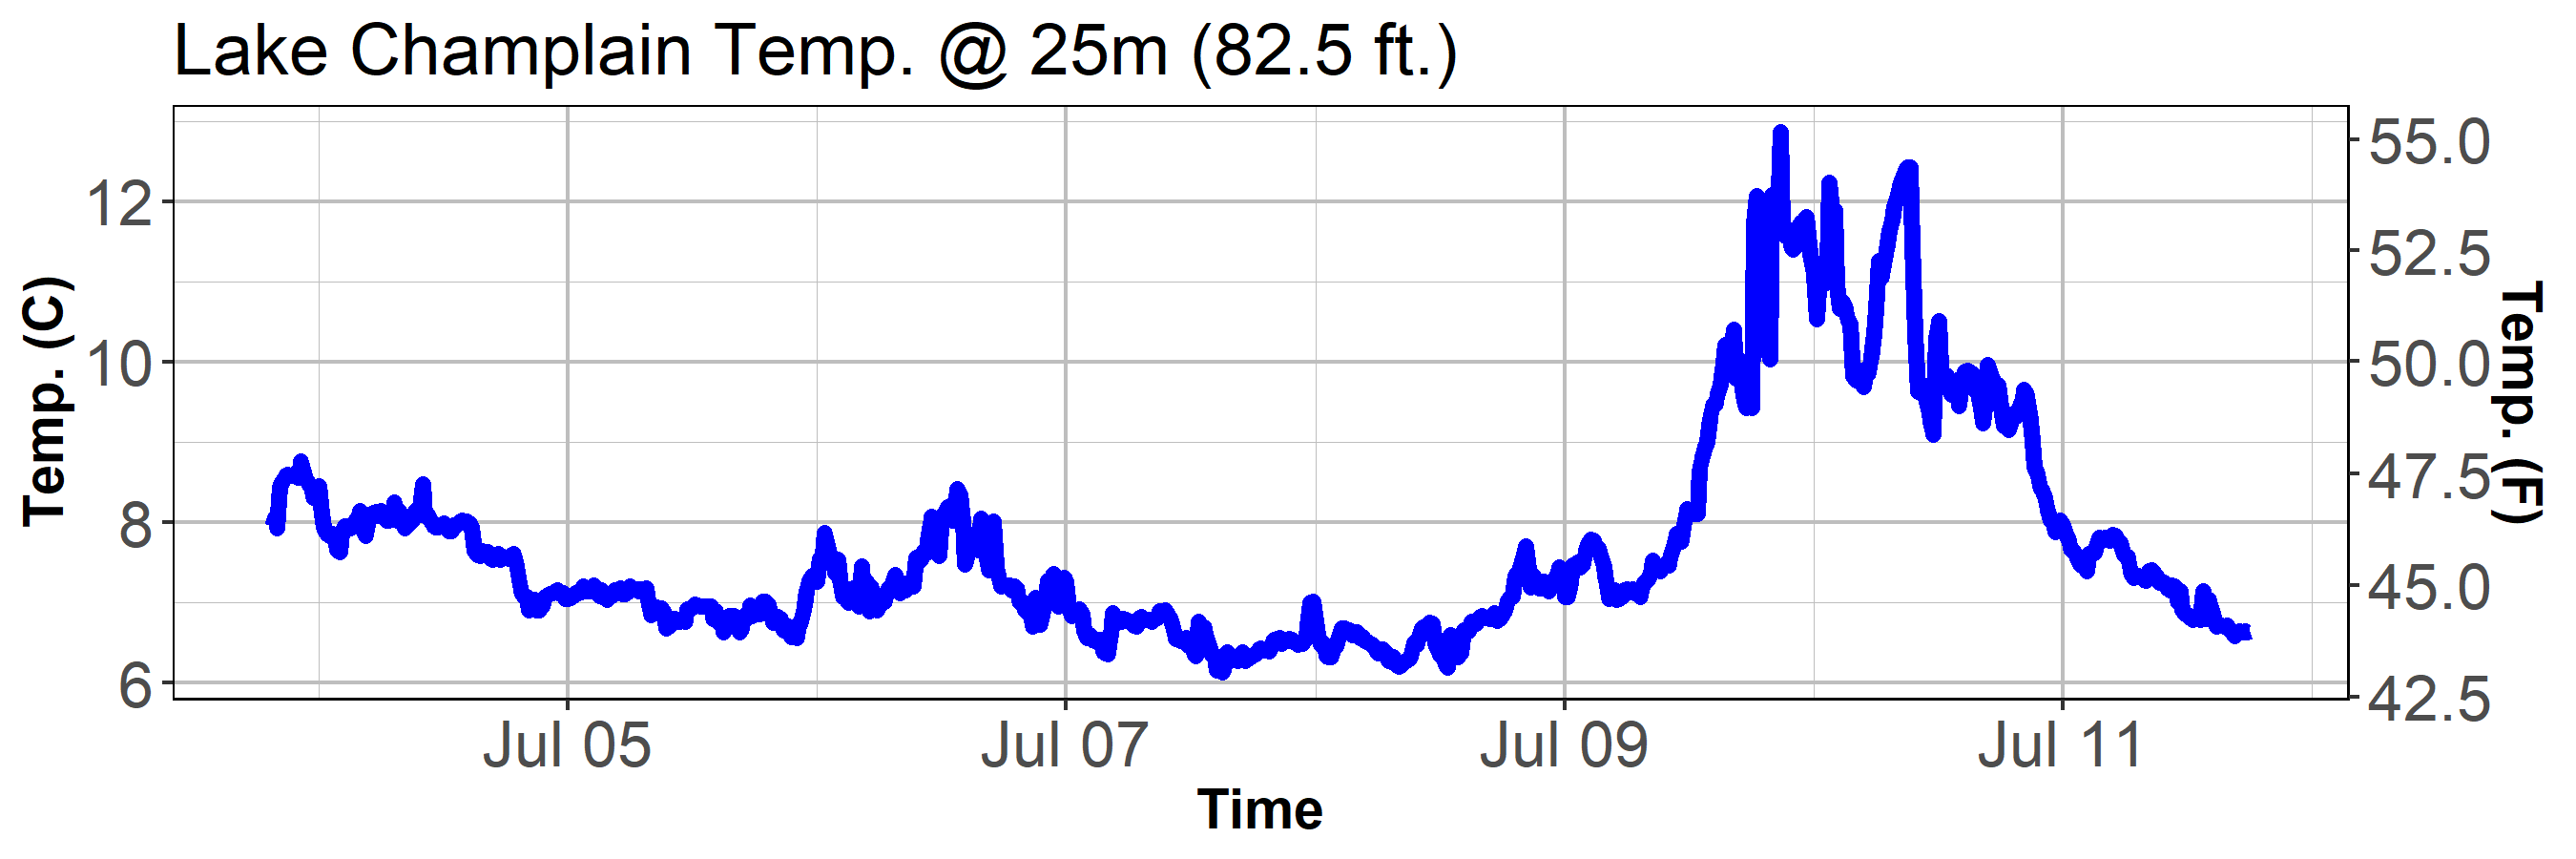 Lake Champlain Temp. @ 25m (82.5 ft.)
Temp. (C)
12
10
8
6
55.0
52.5
50.0
47.5
45.0
42.5
Temp. (F)
Jul 05 Jul 07 Jul 09 Jul 11
Time